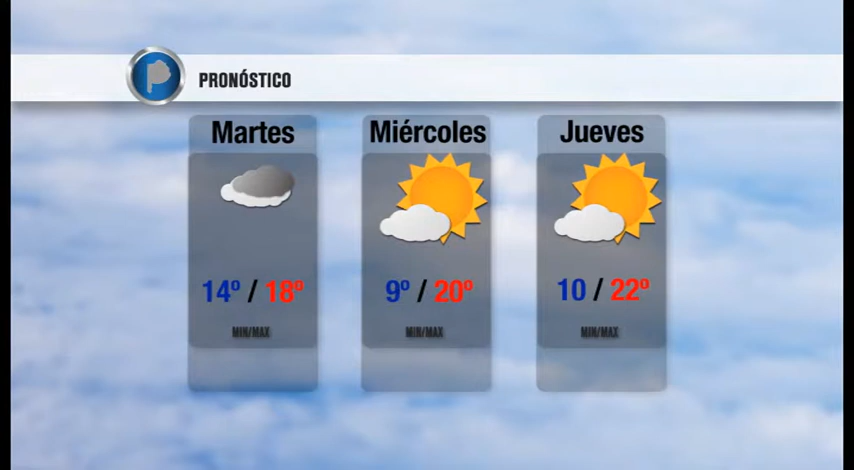 PRONÓSTICO
Martes
14º / 18º
MIN/MAX
Miércoles
9º / 20º
MIN/MAX
Jueves
10 / 22º
MIN/MAX